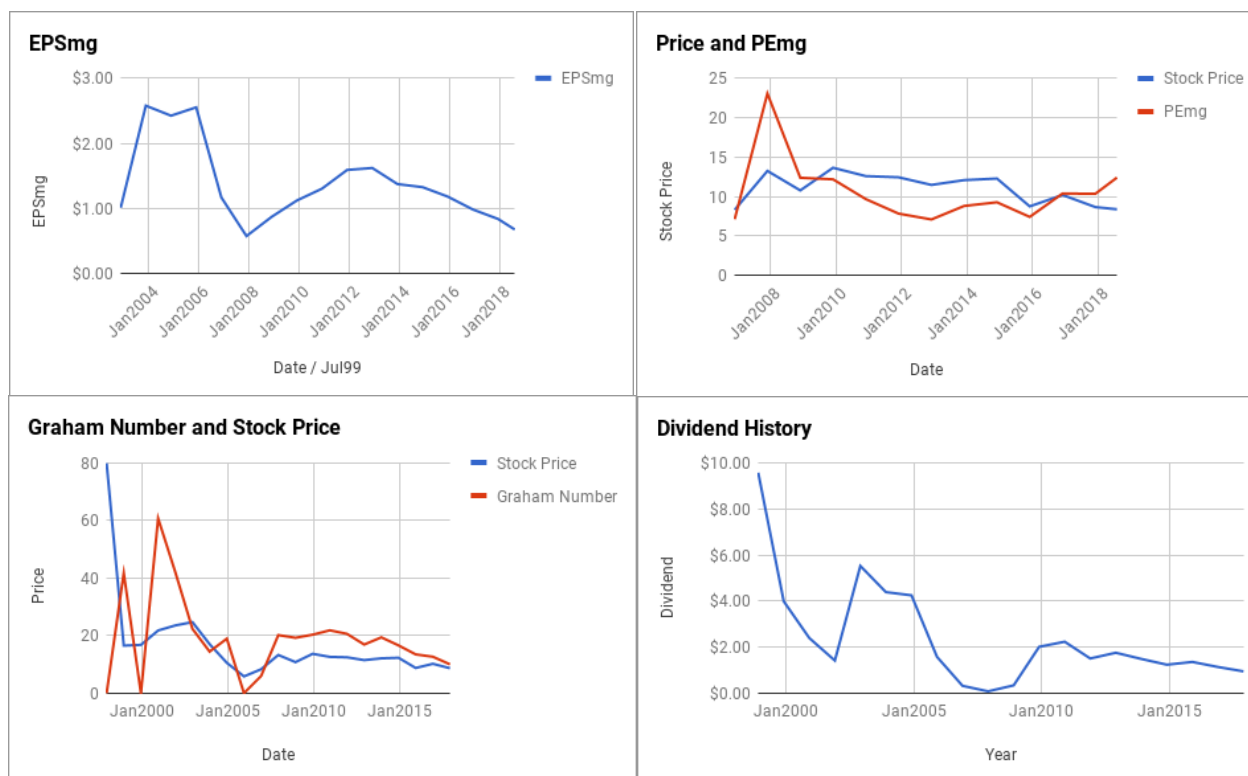 EPSmg
EPSmg
$3.00
$2.00
$1.00
$0.00
EPSmg
Jan2004
Jan2006
Jan2008
Jan2010
Jan2012
Jan2014
Jan2016
Jan2018
Date / Jul99
Price and PEmg
Stock Price
PEmg
25
20
15
10
5
0
Stock Price
Jan2008
Jan2010
Jan2012
Jan2014
Jan2016
Jan2018
Date
Graham Number and Stock Price
Stock Price
Graham Number
80
60
40
20
0
Price
Jan2000
Jan2005
Jan2010
Jan2015
Date
Dividend History
$10.00
$8.00
$6.00
$4.00
$2.00
$0.00
Dividend
Jan2000
Jan2005
Jan2010
Jan2015
Year